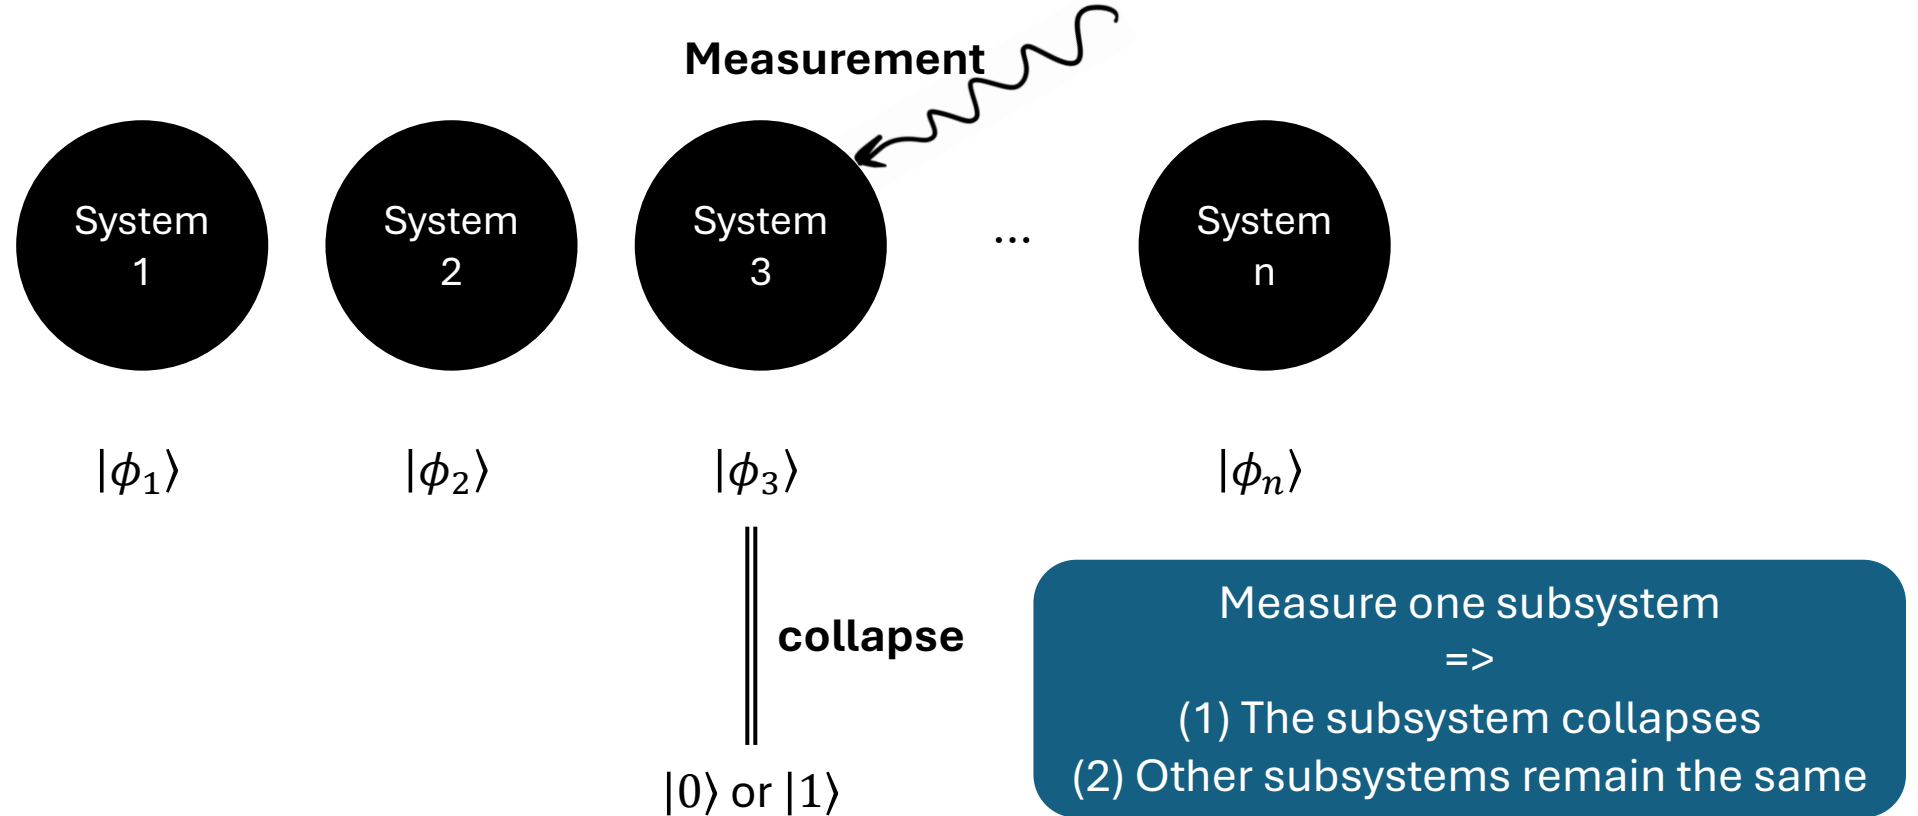 Measurement
System
1
System
2
System
3
...
System
n
|ϕ₁⟩
|ϕ₂⟩
|ϕ₃⟩
|ϕₙ⟩
collapse
|0⟩ or |1⟩
Measure one subsystem
=>
(1) The subsystem collapses
(2) Other subsystems remain the same